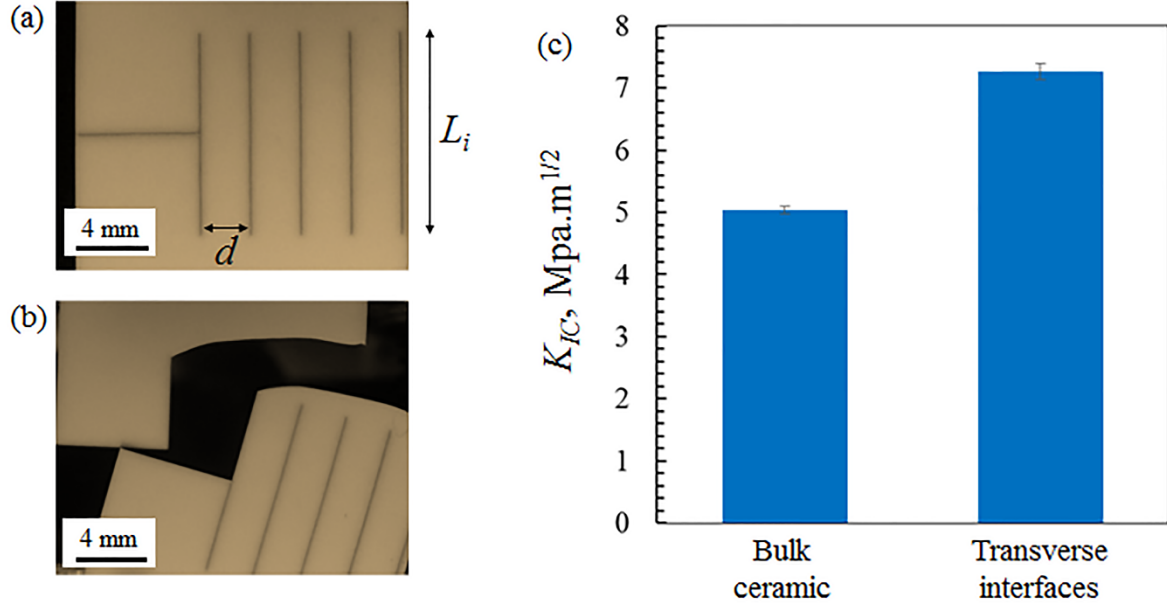 (a)
L_i
d
4 mm
(b)
4 mm
(c)
K_IC, Mpa.m^1/2
8
7
6
5
4
3
2
1
0
Bulk
ceramic
Transverse
interfaces